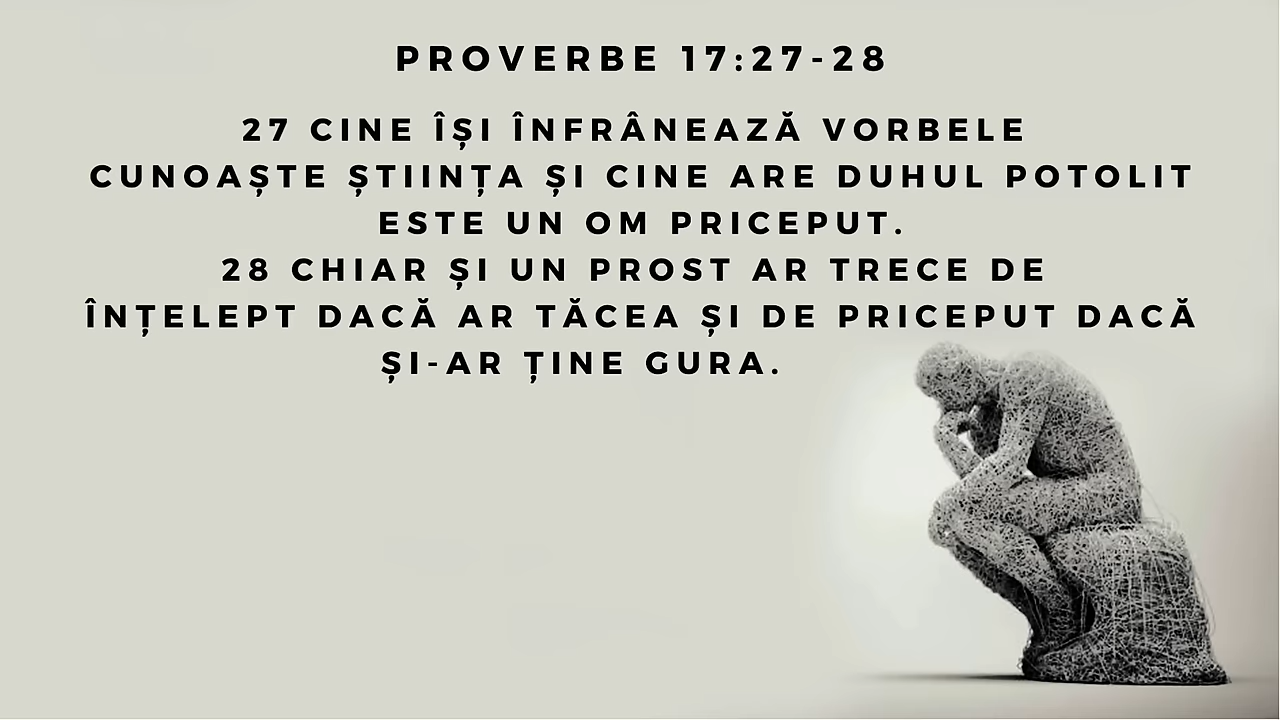 PROVERBE 17:27-28
27 CINE ÎȘI ÎNFRÂNEAZĂ VORBELE
CUNOAȘTE ȘTIINȚA ȘI CINE ARE DUHUL POTOLIT
ESTE UN OM PRICEPUT.
28 CHIAR ȘI UN PROST AR TRECE DE
ÎNȚELEPT DACĂ AR TĂCEA ȘI DE PRICEPUT DACĂ
ȘI-AR ȚINE GURA.